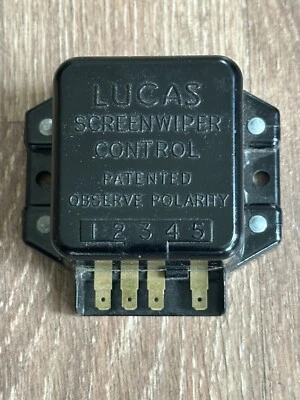 LUCAS
SCREENWIPER
CONTROL
PATENTED
OBSERVE POLARITY
1 2 3 4 5